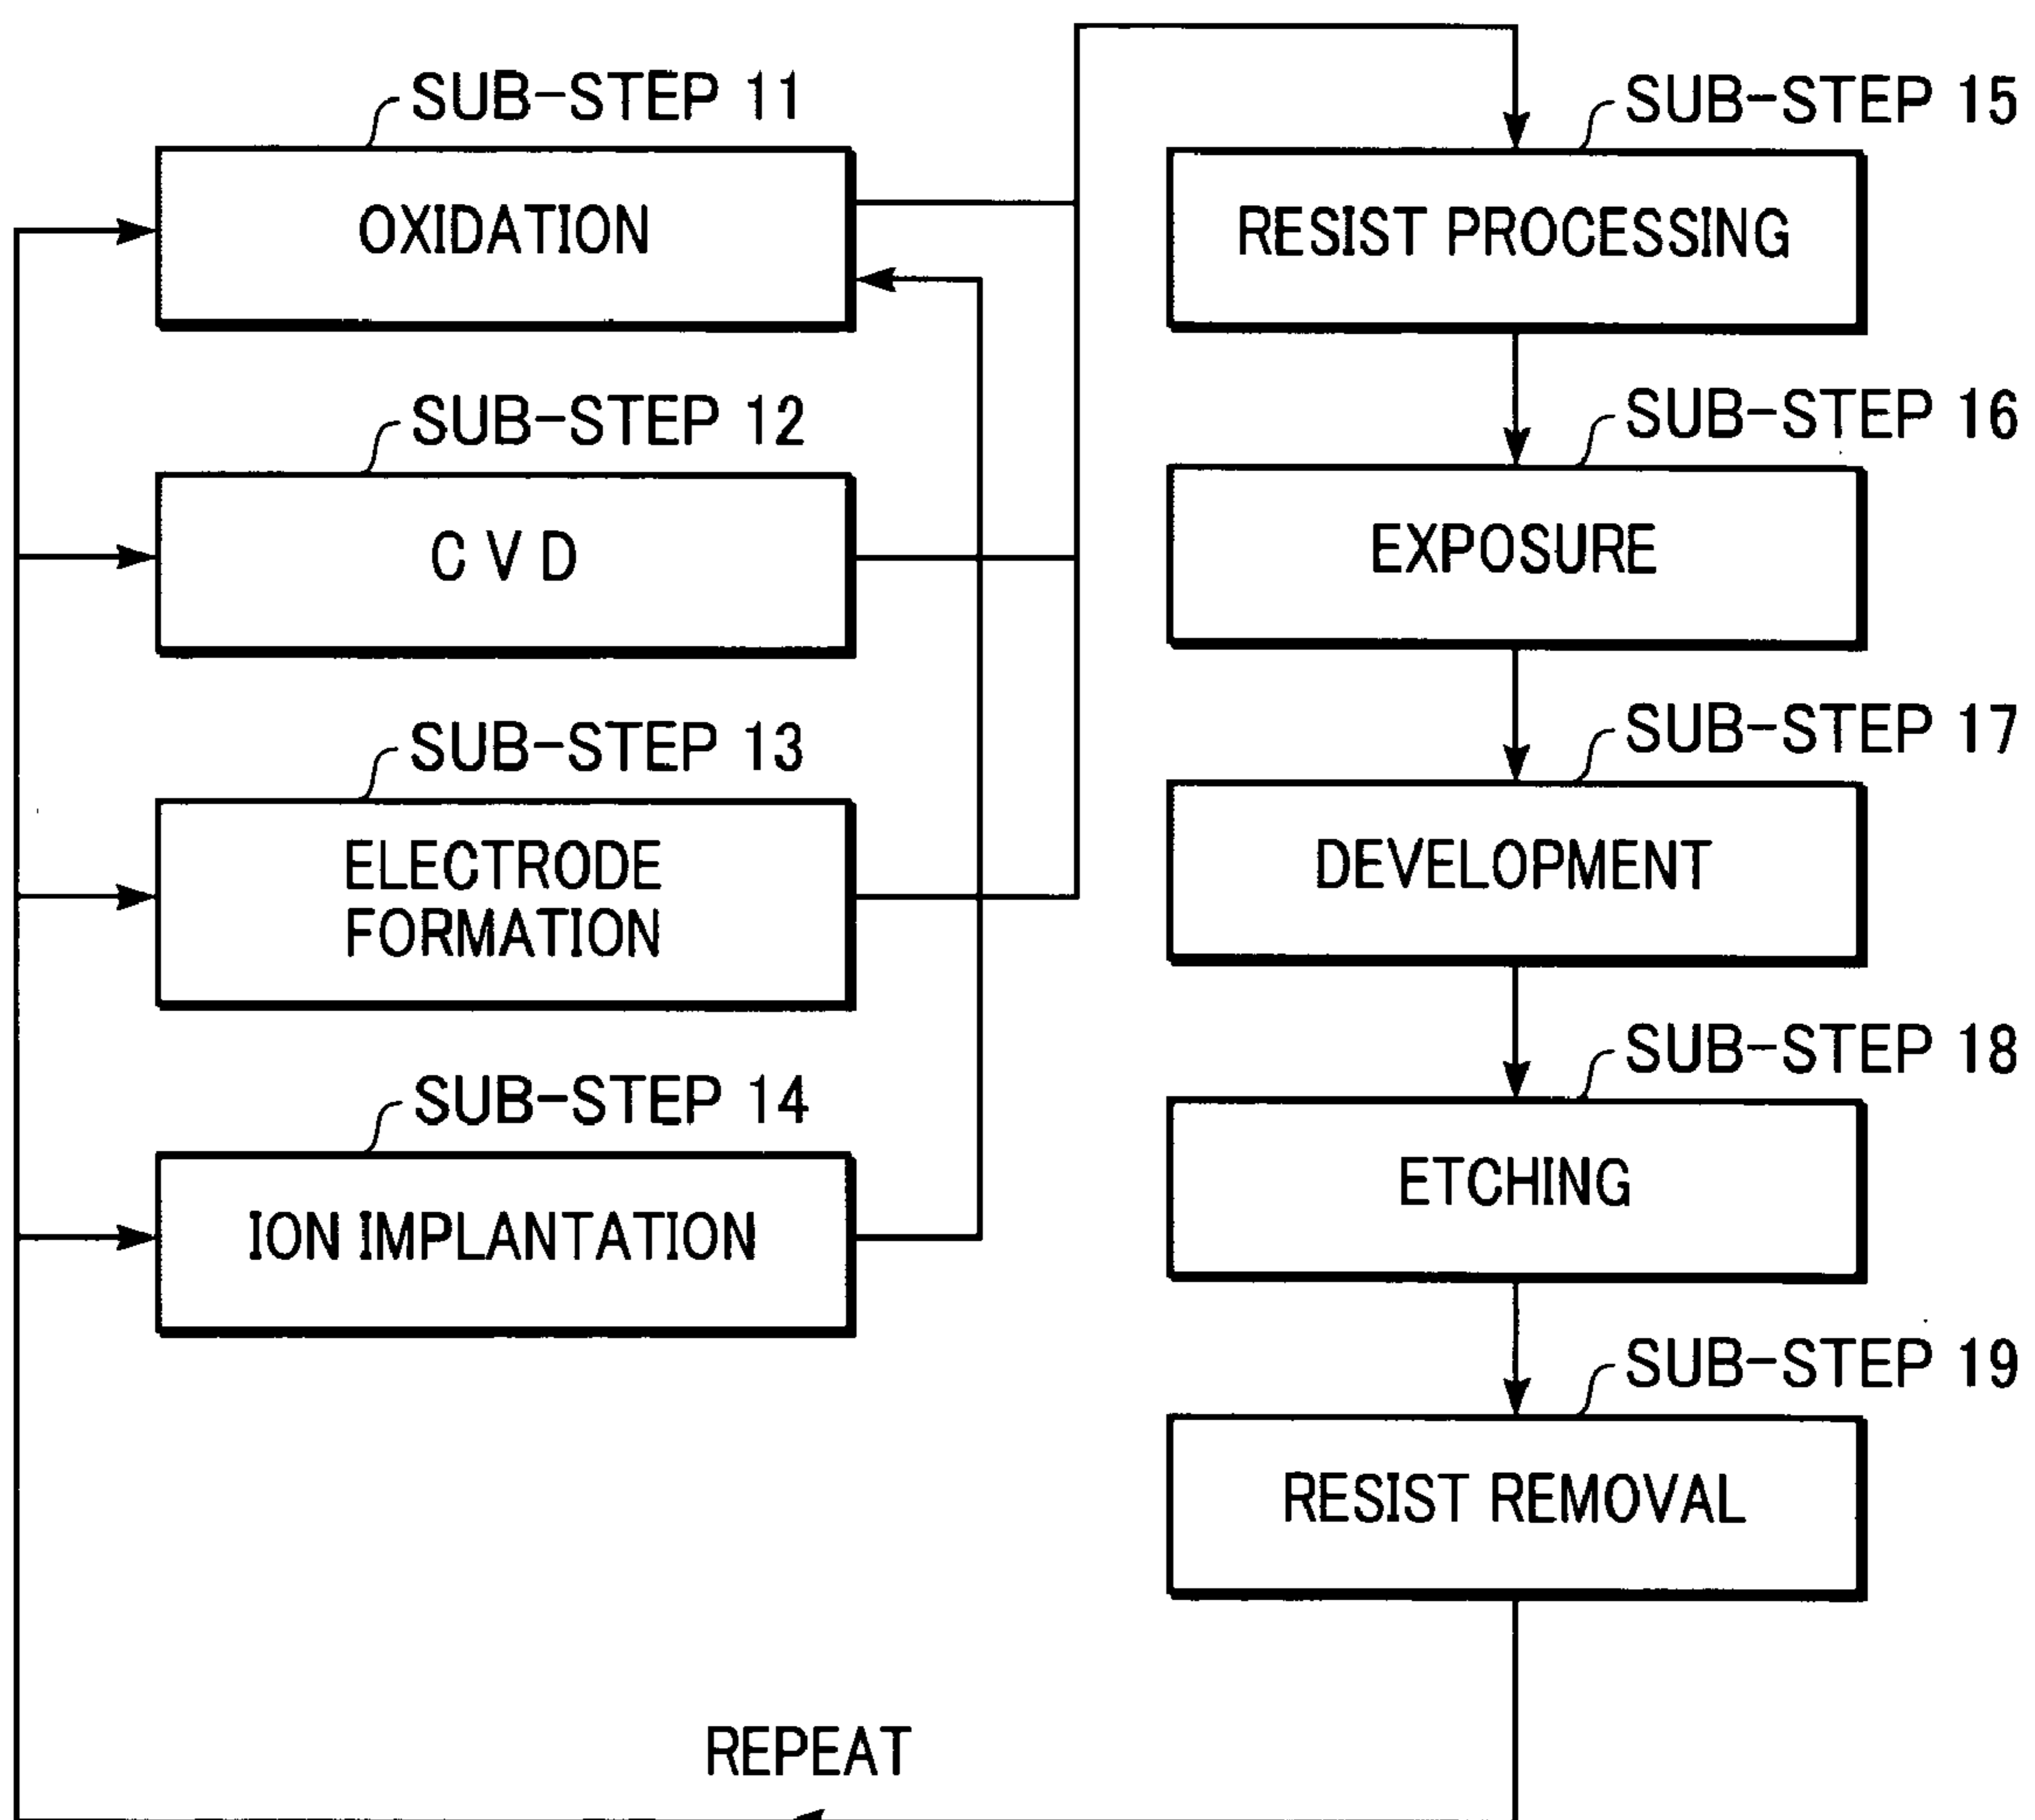 SUB-STEP 11
OXIDATION
SUB-STEP 12
C V D
SUB-STEP 13
ELECTRODE
FORMATION
SUB-STEP 14
ION IMPLANTATION
SUB-STEP 15
RESIST PROCESSING
SUB-STEP 16
EXPOSURE
SUB-STEP 17
DEVELOPMENT
SUB-STEP 18
ETCHING
SUB-STEP 19
RESIST REMOVAL
REPEAT